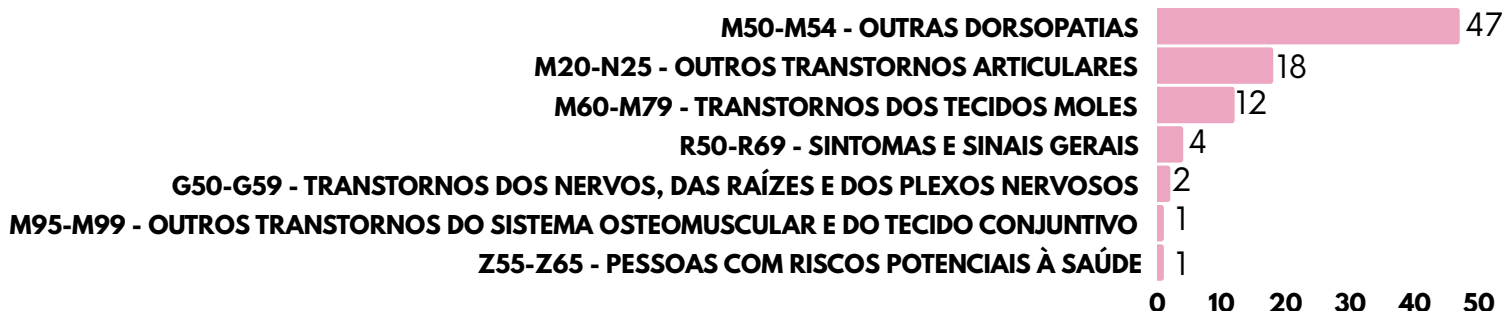 M50-M54 - OUTRAS DORSOPATIAS 47
M20-N25 - OUTROS TRANSTORNOS ARTICULARES 18
M60-M79 - TRANSTORNOS DOS TECIDOS MOLES 12
R50-R69 - SINTOMAS E SINAIS GERAIS 4
G50-G59 - TRANSTORNOS DOS NERVOS, DAS RAÍZES E DOS PLEXOS NERVOSOS 2
M95-M99 - OUTROS TRANSTORNOS DO SISTEMA OSTEOMUSCULAR E DO TECIDO CONJUNTIVO 1
Z55-Z65 - PESSOAS COM RISCOS POTENCIAIS À SAÚDE 1
0 10 20 30 40 50